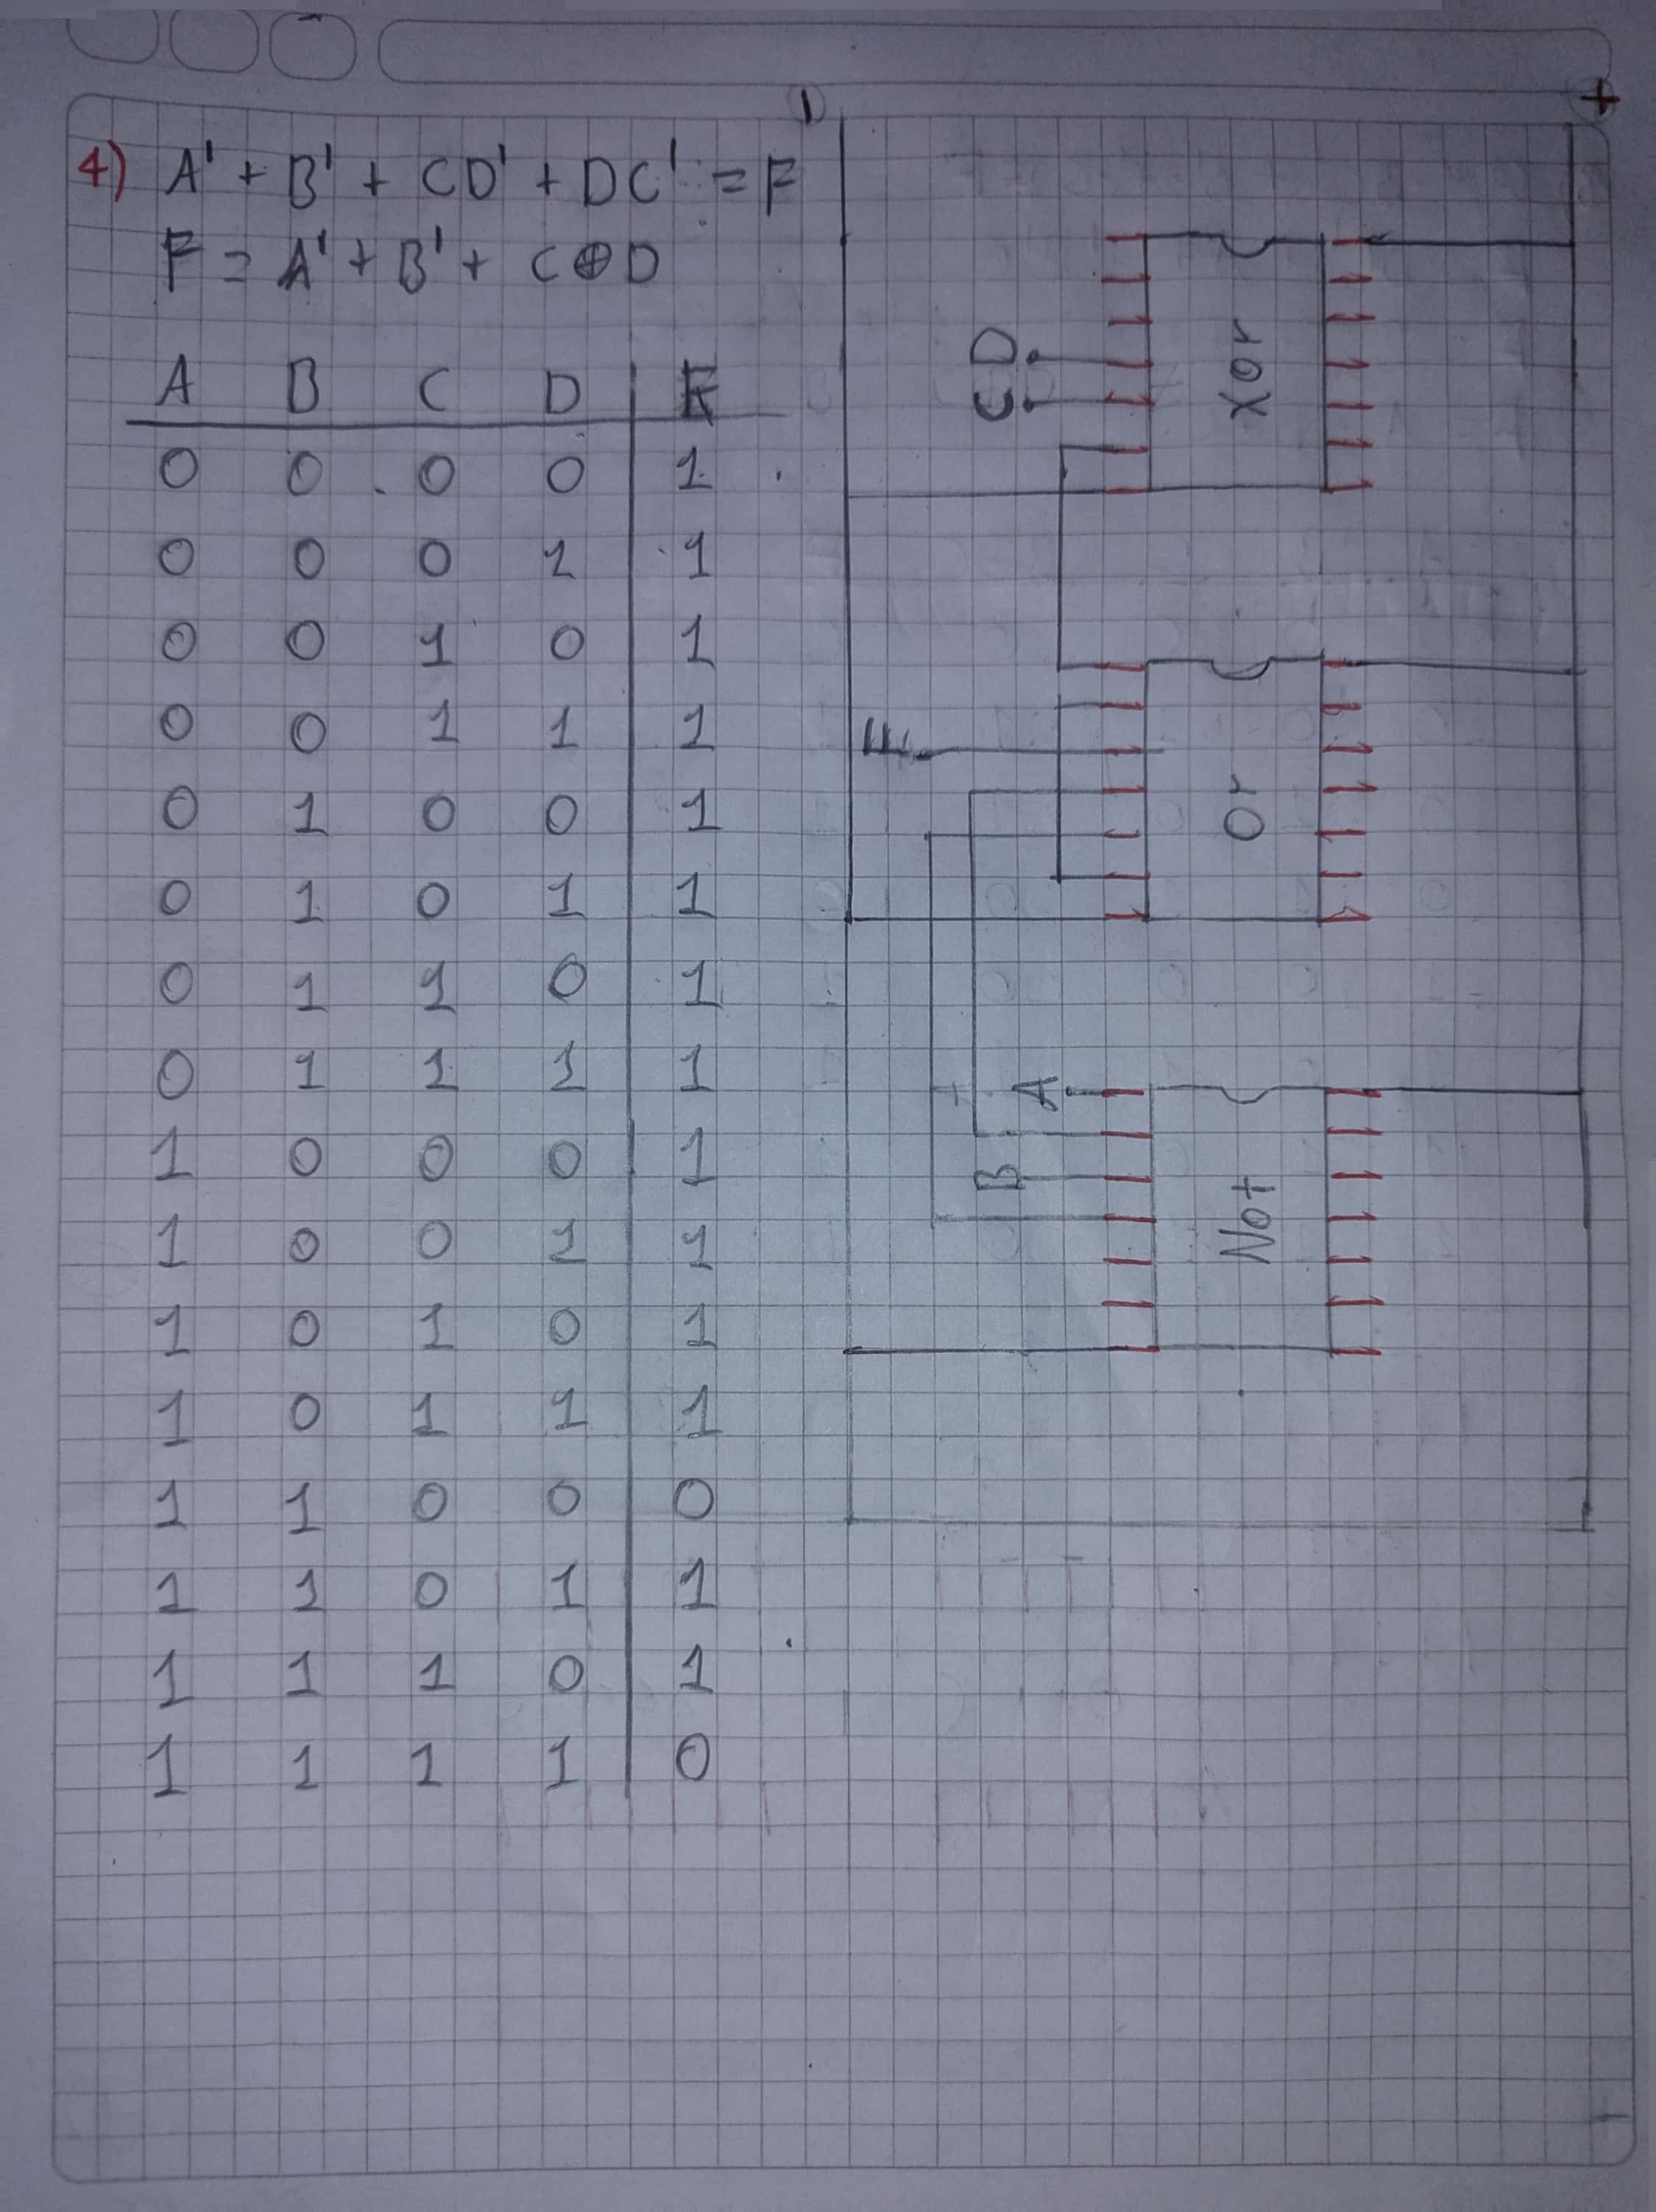 4) A' + B' + CD' + DC' = F
F = A' + B' + C⊕D
A B C D F
0 0 0 0 1
0 0 0 1 1
0 0 1 0 1
0 0 1 1 1
0 1 0 0 1
0 1 0 1 1
0 1 1 0 1
0 1 1 1 1
1 0 0 0 1
1 0 0 1 1
1 0 1 0 1
1 0 1 1 1
1 1 0 0 0
1 1 0 1 1
1 1 1 0 1
1 1 1 1 0
+
CD
Xor
F
Or
A
B
Not